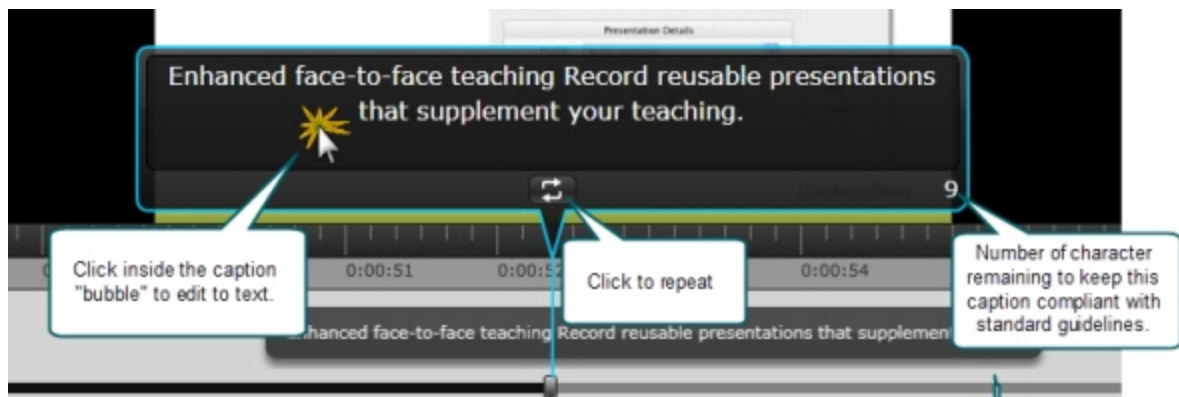 Presentation Details
Enhanced face-to-face teaching Record reusable presentations
that supplement your teaching.
9
Click inside the caption
"bubble" to edit to text.
Click to repeat
Number of character
remaining to keep this
caption compliant with
standard guidelines.
0:00:51
0:00:52
0:00:54
Enhanced face-to-face teaching Record reusable presentations that supplement